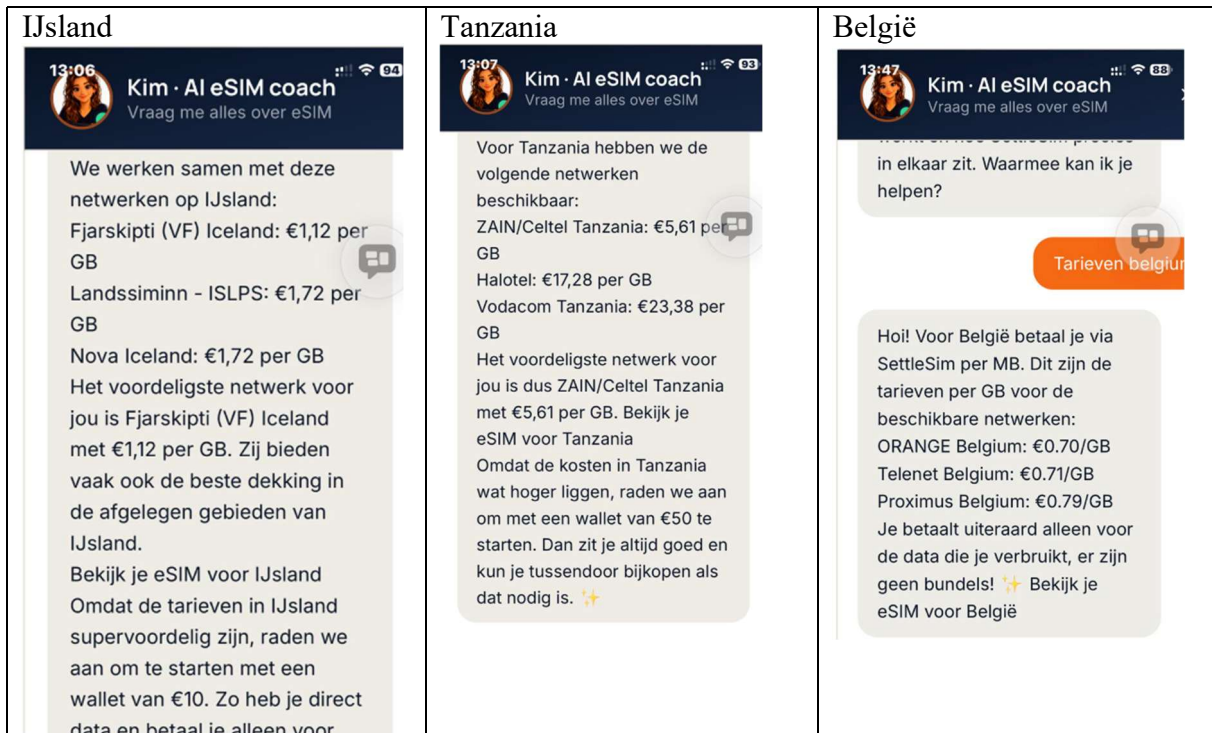 IJsland
13:06
94
Kim · AI eSIM coach
Vraag me alles over eSIM
We werken samen met deze
netwerken op IJsland:
Fjarskipti (VF) Iceland: €1,12 per
GB
Landssiminn - ISLPS: €1,72 per
GB
Nova Iceland: €1,72 per GB
Het voordeligste netwerk voor
jou is Fjarskipti (VF) Iceland
met €1,12 per GB. Zij bieden
vaak ook de beste dekking in
de afgelegen gebieden van
IJsland.
Bekijk je eSIM voor IJsland
Omdat de tarieven in IJsland
supervoordelig zijn, raden we
aan om te starten met een
wallet van €10. Zo heb je direct
data en betaal je alleen voor
Tanzania
13:07
93
Kim · AI eSIM coach
Vraag me alles over eSIM
Voor Tanzania hebben we de
volgende netwerken
beschikbaar:
ZAIN/Celtel Tanzania: €5,61 per
GB
Halotel: €17,28 per GB
Vodacom Tanzania: €23,38 per
GB
Het voordeligste netwerk voor
jou is dus ZAIN/Celtel Tanzania
met €5,61 per GB. Bekijk je
eSIM voor Tanzania
Omdat de kosten in Tanzania
wat hoger liggen, raden we aan
om met een wallet van €50 te
starten. Dan zit je altijd goed en
kun je tussendoor bijkopen als
dat nodig is. ✨
België
13:47
88
Kim · AI eSIM coach
Vraag me alles over eSIM
in elkaar zit. Waarmee kan ik je
helpen?
Tarieven belgiu
Hoi! Voor België betaal je via
SettleSim per MB. Dit zijn de
tarieven per GB voor de
beschikbare netwerken:
ORANGE Belgium: €0.70/GB
Telenet Belgium: €0.71/GB
Proximus Belgium: €0.79/GB
Je betaalt uiteraard alleen voor
de data die je verbruikt, er zijn
geen bundels! ✨ Bekijk je
eSIM voor België